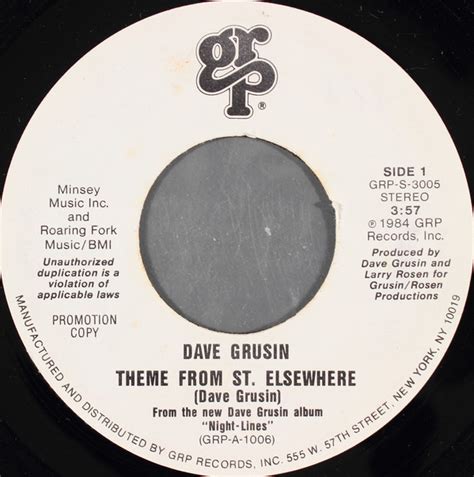 grp
®
Minsey
Music Inc.
and
Roaring Fork
Music/BMI
Unauthorized
duplication is a
violation of
applicable laws
PROMOTION
COPY
SIDE 1
GRP-S-3005
STEREO
3:57
℗1984 GRP
Records, Inc.
Produced by
Dave Grusin and
Larry Rosen for
Grusin/Rosen
Productions
DAVE GRUSIN
THEME FROM ST. ELSEWHERE
(Dave Grusin)
From the new Dave Grusin album
"Night-Lines"
(GRP-A-1006)
MANUFACTURED AND DISTRIBUTED BY GRP RECORDS, INC. 555 W. 57TH STREET, NEW YORK, NY 10019